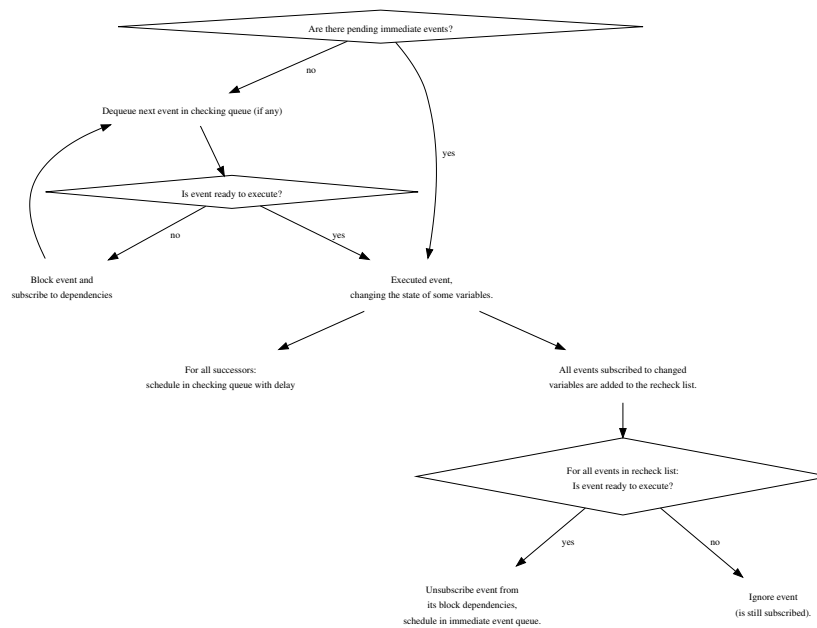 Are there pending immediate events?
no
Dequeue next event in checking queue (if any)
yes
Is event ready to execute?
no
yes
Block event and
subscribe to dependencies
Executed event,
changing the state of some variables.
For all successors:
schedule in checking queue with delay
All events subscribed to changed
variables are added to the recheck list.
For all events in recheck list:
Is event ready to execute?
yes
no
Unsubscribe event from
its block dependencies,
schedule in immediate event queue.
Ignore event
(is still subscribed).